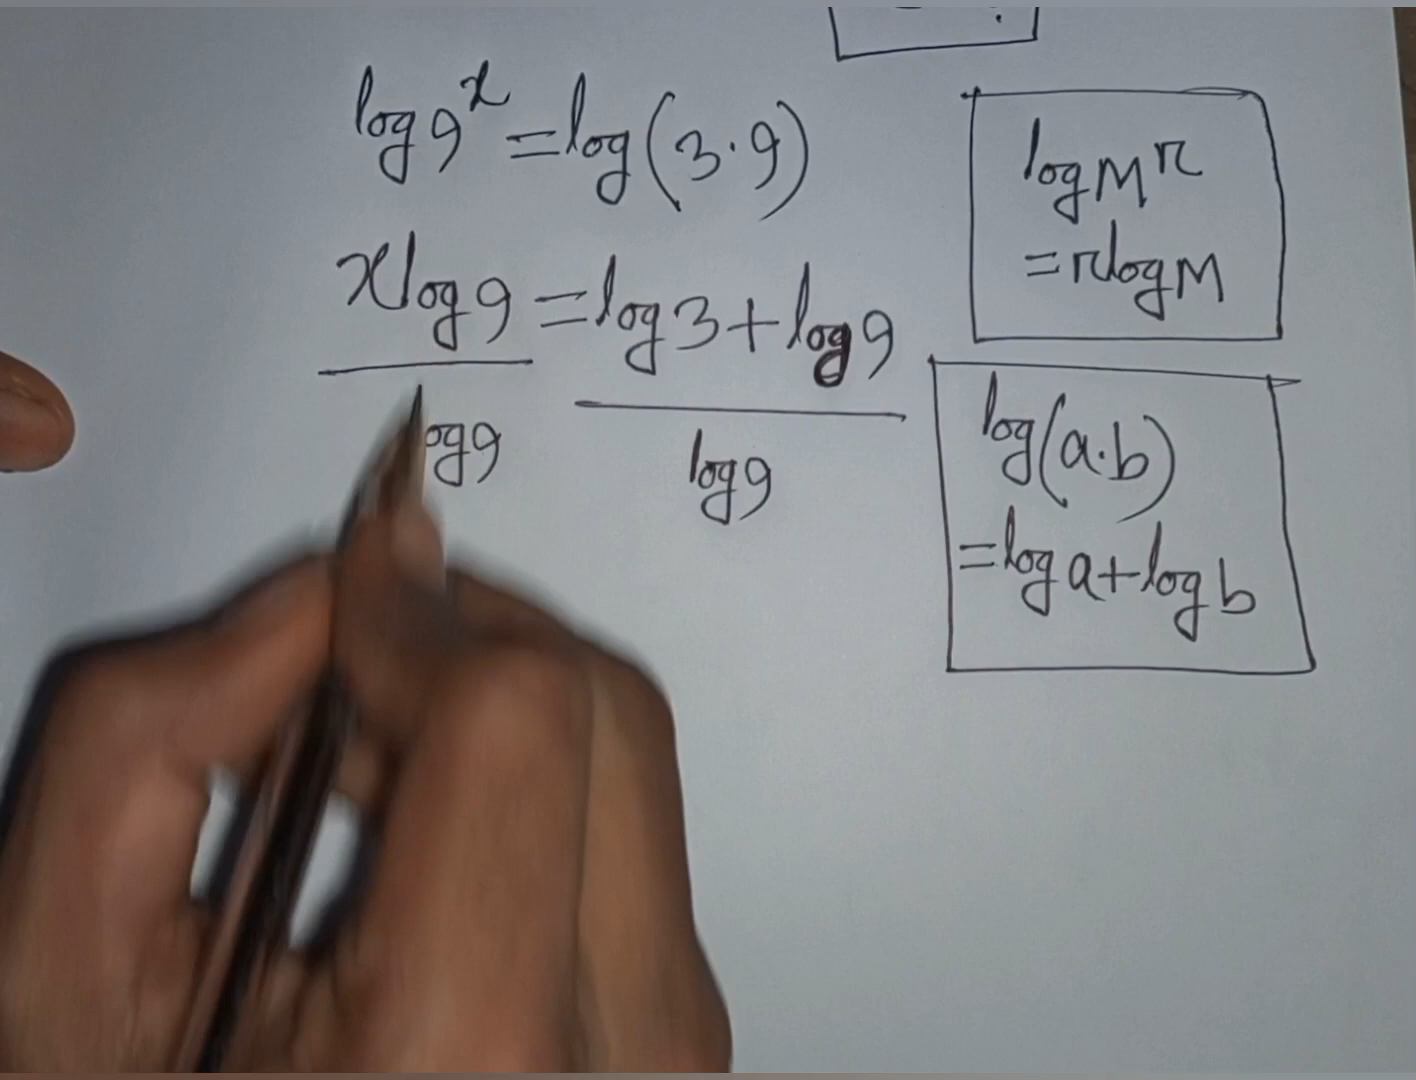 log 9^x = log(3·9)
x log 9 = log 3 + log 9
log 9 log 9
log M^r
= r log M
log(a·b)
= log a + log b